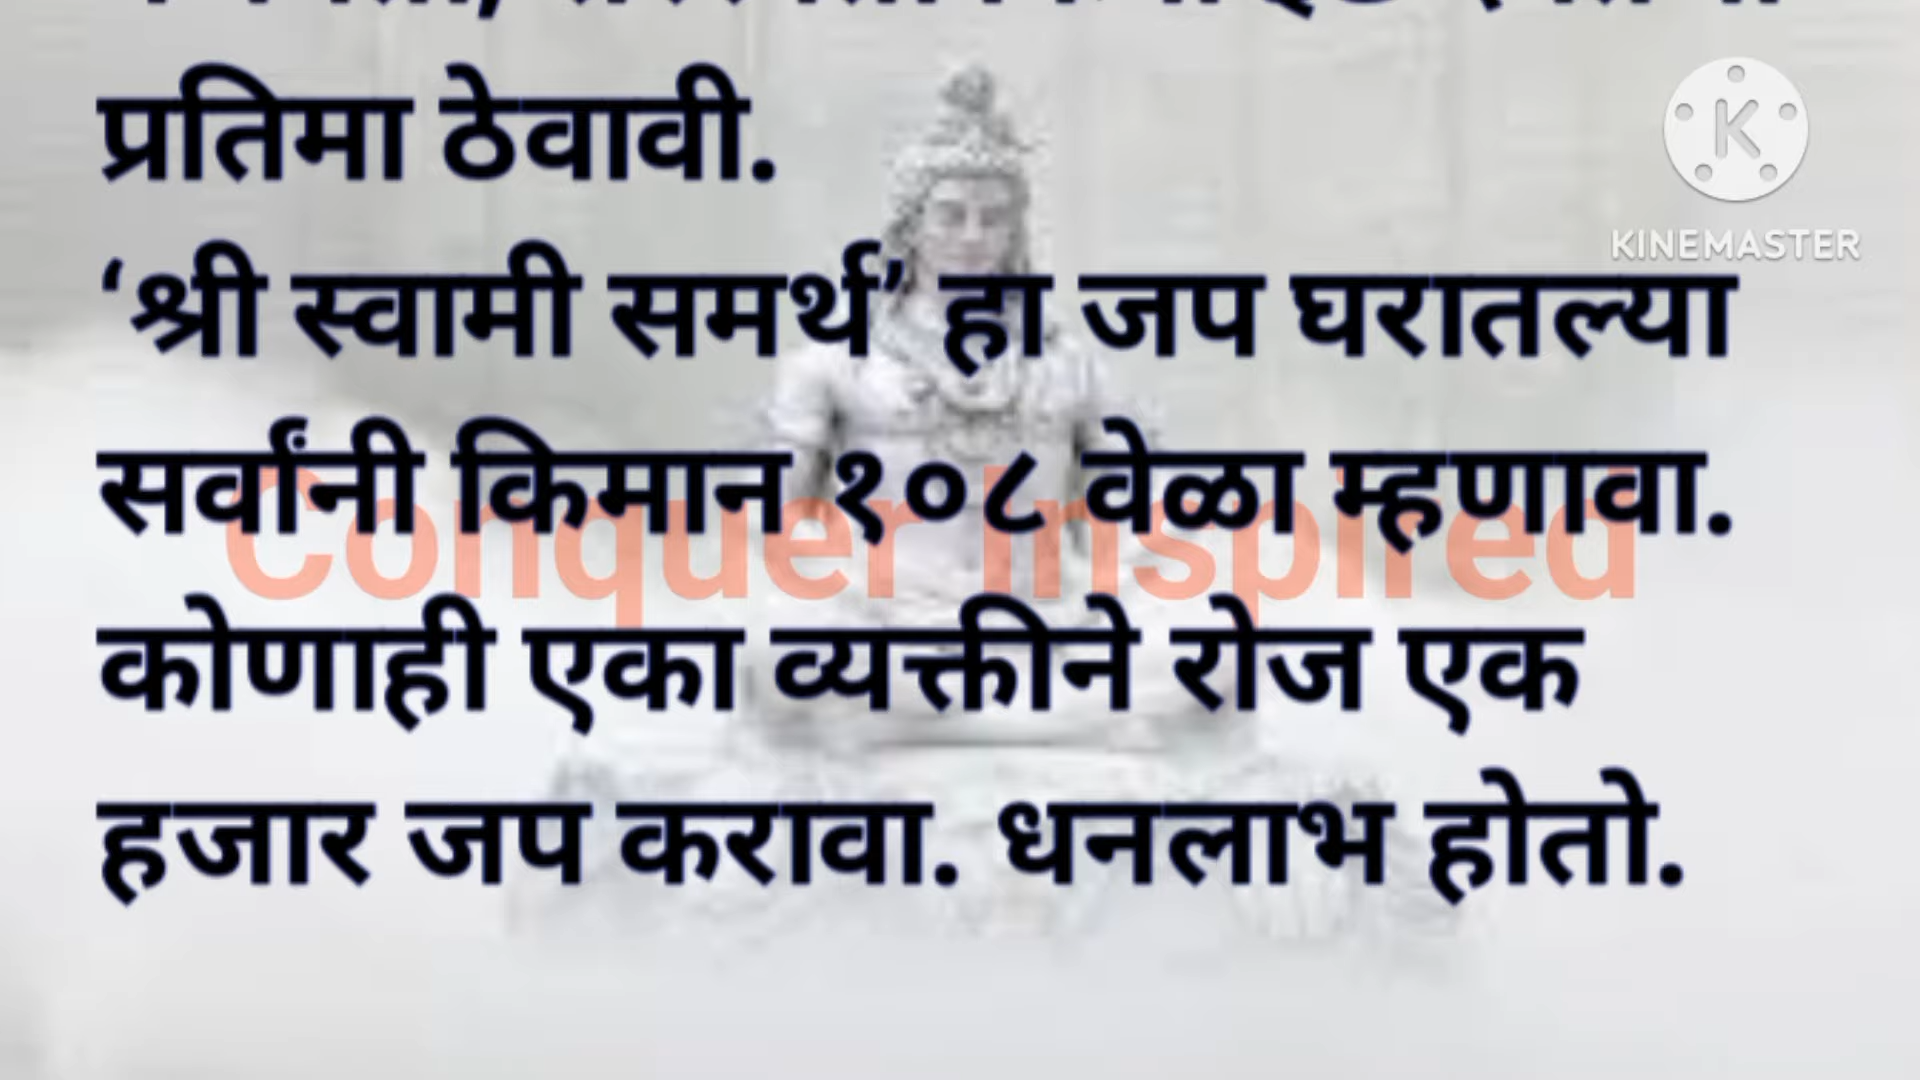 प्रतिमा ठेवावी.
KINEMASTER
‘श्री स्वामी समर्थ’ हा जप घरातल्या
सर्वांनी किमान १०८ वेळा म्हणावा.
Conquer Inspired
कोणाही एका व्यक्तीने रोज एक
हजार जप करावा. धनलाभ होतो.